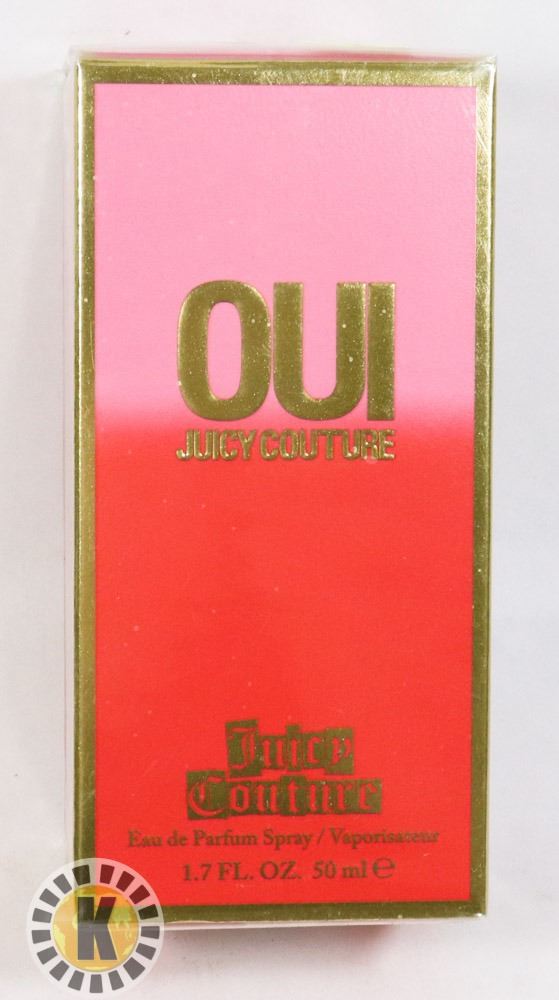 OUI
JUICY COUTURE
Juicy
Couture
Eau de Parfum Spray / Vaporisateur
1.7 FL. OZ. 50 ml ℮
K